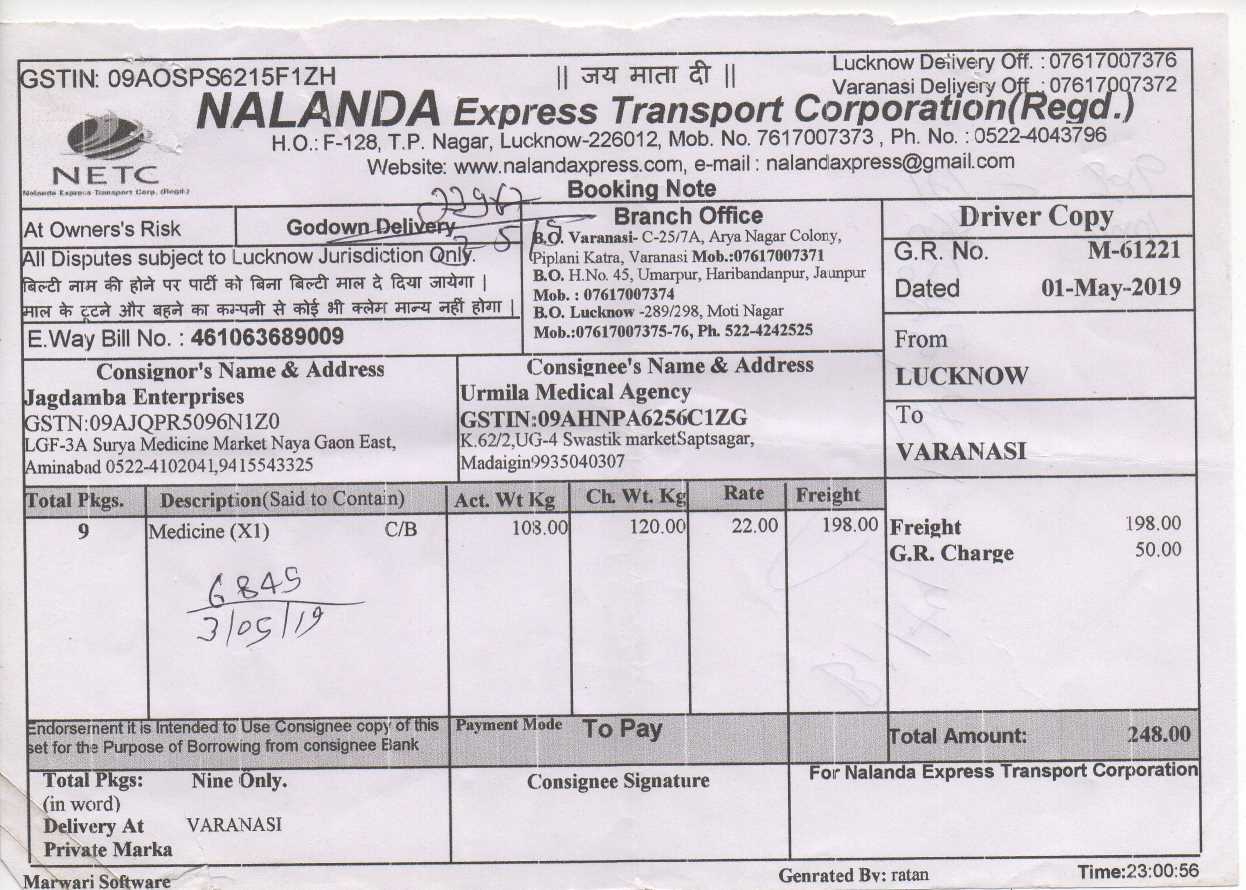 GSTIN: 09AOSPS6215F1ZH
|| जय माता दी ||
Lucknow Delivery Off. : 07617007376
Varanasi Delivery Off. : 07617007372
NALANDA Express Transport Corporation(Regd.)
H.O.: F-128, T.P. Nagar, Lucknow-226012, Mob. No. 7617007373 , Ph. No. : 0522-4043796
Website: www.nalandaxpress.com, e-mail : nalandaxpress@gmail.com
NETC
Nalanda Express Transport Corp. (Regd.)
Booking Note
At Owners's Risk
Godown Delivery
All Disputes subject to Lucknow Jurisdiction Only.
बिल्टी नाम की होने पर पार्टी को बिना बिल्टी माल दे दिया जायेगा |
माल के टूटने और बहने का कम्पनी से कोई भी क्लेम मान्य नहीं होगा |
E.Way Bill No. : 461063689009
Branch Office
B.O. Varanasi- C-25/7A, Arya Nagar Colony,
Piplani Katra, Varanasi Mob.:07617007371
B.O. H.No. 45, Umarpur, Haribandanpur, Jaunpur
Mob. : 07617007374
B.O. Lucknow -289/298, Moti Nagar
Mob.:07617007375-76, Ph. 522-4242525
Driver Copy
G.R. No. M-61221
Dated 01-May-2019
From
LUCKNOW
To
VARANASI
Consignor's Name & Address
Jagdamba Enterprises
GSTN:09AJQPR5096N1Z0
LGF-3A Surya Medicine Market Naya Gaon East,
Aminabad 0522-4102041,9415543325
Consignee's Name & Address
Urmila Medical Agency
GSTIN:09AHNPA6256C1ZG
K.62/2,UG-4 Swastik marketSaptsagar,
Madaigin9935040307
Total Pkgs. Description(Said to Contain) Act. Wt Kg Ch. Wt. Kg Rate Freight
9 Medicine (X1) C/B 108.00 120.00 22.00 198.00
Freight 198.00
G.R. Charge 50.00
6845
3/05/19
Endorsement it is Intended to Use Consignee copy of this
set for the Purpose of Borrowing from consignee Bank
Payment Mode To Pay
Total Amount: 248.00
Total Pkgs: Nine Only.
(in word)
Delivery At VARANASI
Private Marka
Consignee Signature
For Nalanda Express Transport Corporation
Marwari Software
Genrated By: ratan
Time:23:00:56